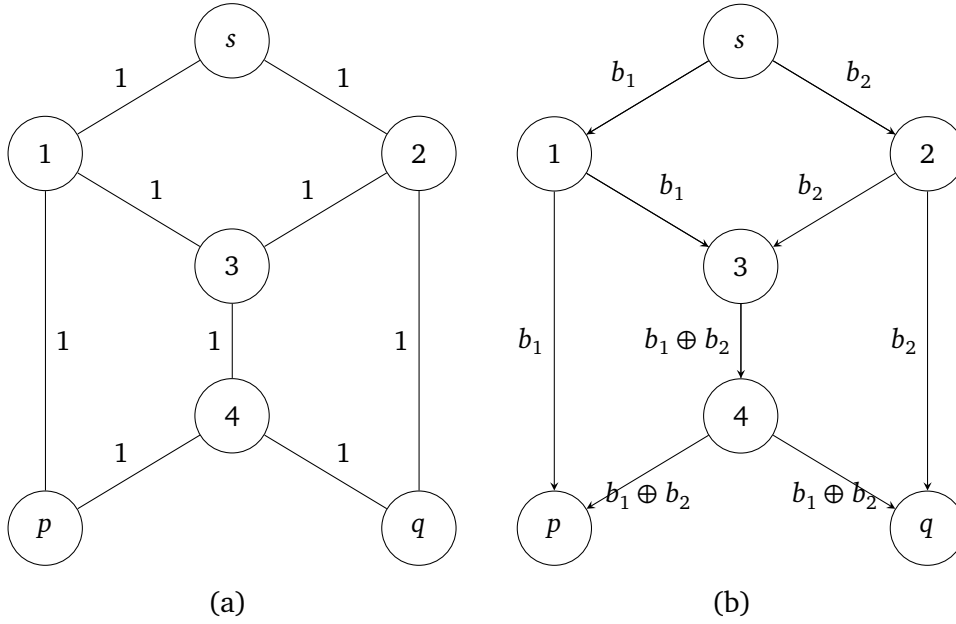 s s
1 1 b₁ b₂
1 2 1 2
1 1 b₁ b₂
3 3
1 1 1 b₁ b₁ ⊕ b₂ b₂
4 4
1 1 b₁ ⊕ b₂ b₁ ⊕ b₂
p q p q
(a) (b)